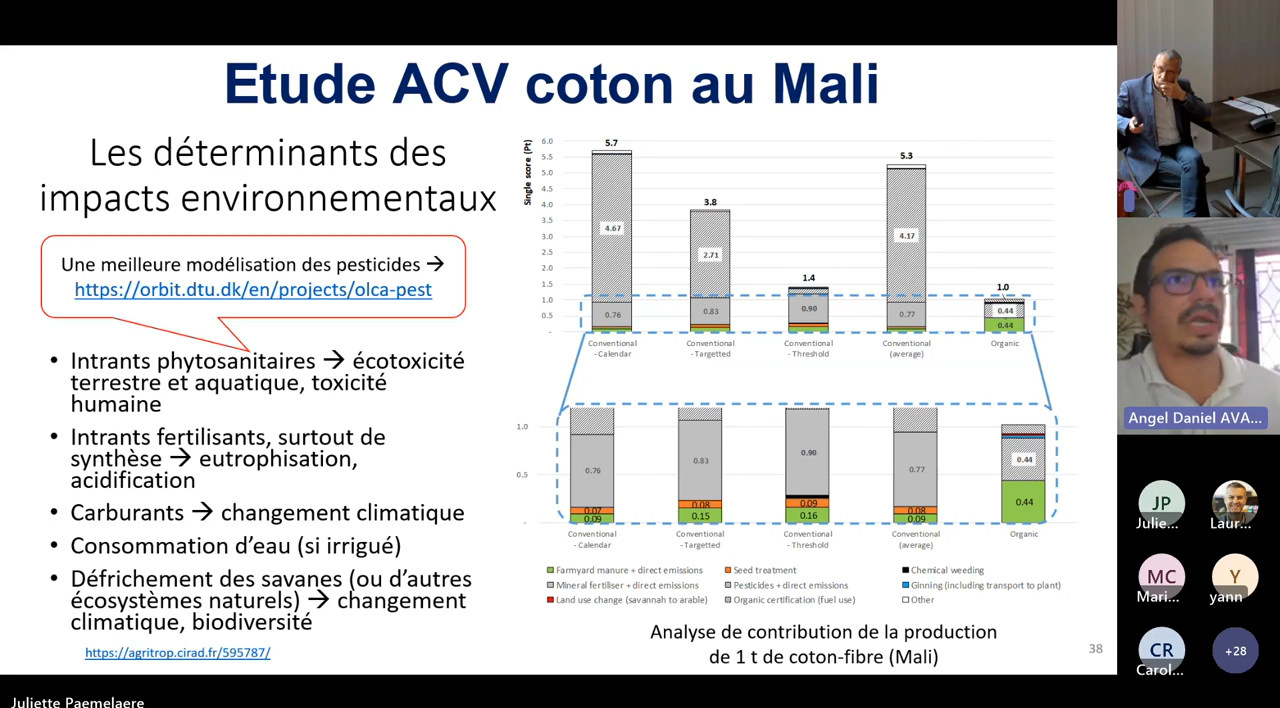 Etude ACV coton au Mali
Les déterminants des
impacts environnementaux
Une meilleure modélisation des pesticides →
https://orbit.dtu.dk/en/projects/olca-pest
• Intrants phytosanitaires → écotoxicité
terrestre et aquatique, toxicité
humaine
• Intrants fertilisants, surtout de
synthèse → eutrophisation,
acidification
• Carburants → changement climatique
• Consommation d'eau (si irrigué)
• Défrichement des savanes (ou d'autres
écosystèmes naturels) → changement
climatique, biodiversité
https://agritrop.cirad.fr/595787/
Single score (Pt)
6.0
5.5
5.0
4.5
4.0
3.5
3.0
2.5
2.0
1.5
1.0
0.5
-
5.7
4.67
0.76
3.8
2.71
0.83
1.4
0.90
5.3
4.17
0.77
1.0
0.44
0.44
Conventional
- Calendar
Conventional
- Targetted
Conventional
- Threshold
Conventional
(average)
Organic
1.0
0.5
-
0.76
0.07
0.09
0.83
0.08
0.15
0.90
0.09
0.16
0.77
0.08
0.09
0.44
0.44
Conventional
- Calendar
Conventional
- Targetted
Conventional
- Threshold
Conventional
(average)
Organic
Farmyard manure + direct emissions
Seed treatment
Chemical weeding
Mineral fertiliser + direct emissions
Pesticides + direct emissions
Ginning (including transport to plant)
Land use change (savannah to arable)
Organic certification (fuel use)
Other
Analyse de contribution de la production
de 1 t de coton-fibre (Mali)
38
Angel Daniel AVA...
JP
Julie...
Laur...
MC
Mari...
Y
yann
CR
Carol...
+28
Juliette Paemelaere